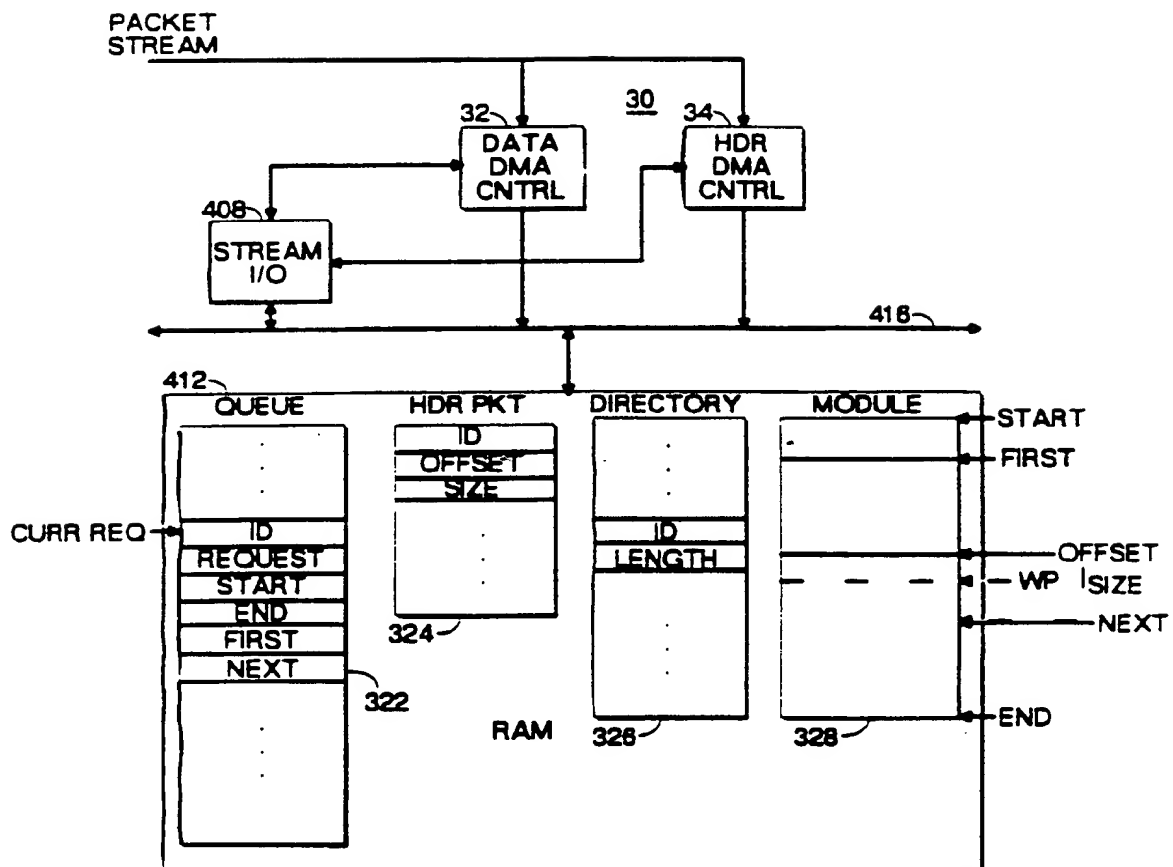 PACKET
STREAM
32
DATA
DMA
CNTRL
30
34
HDR
DMA
CNTRL
408
STREAM
I/O
416
412
QUEUE
HDR PKT
DIRECTORY
MODULE
START
FIRST
ID
OFFSET
SIZE
CURR REQ
ID
REQUEST
START
END
FIRST
NEXT
322
324
ID
LENGTH
OFFSET
WP
SIZE
NEXT
RAM
326
328
END